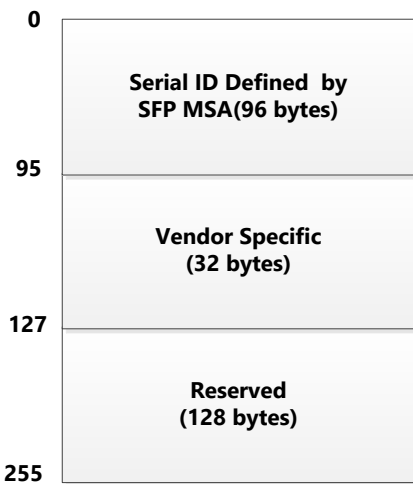 0
Serial ID Defined by
SFP MSA(96 bytes)
95
Vendor Specific
(32 bytes)
127
Reserved
(128 bytes)
255